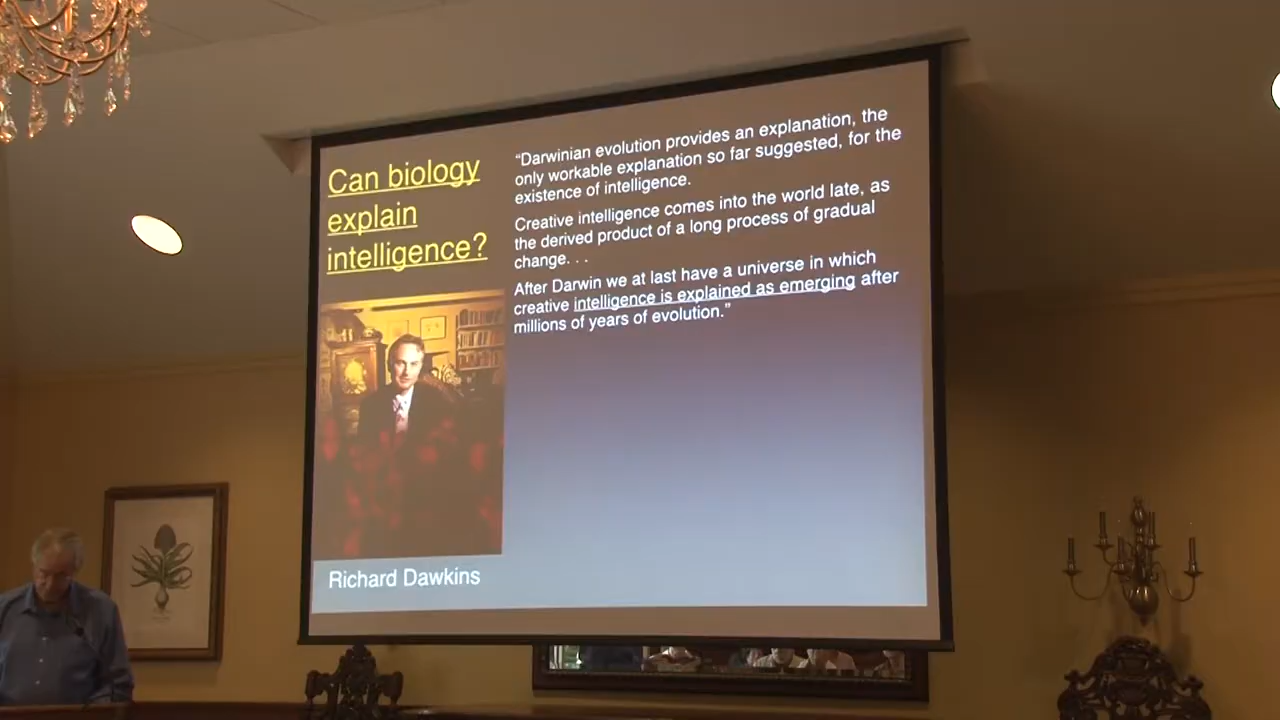 Can biology
explain
intelligence?
“Darwinian evolution provides an explanation, the
only workable explanation so far suggested, for the
existence of intelligence.
Creative intelligence comes into the world late, as
the derived product of a long process of gradual
change. . .
After Darwin we at last have a universe in which
creative intelligence is explained as emerging after
millions of years of evolution.”
Richard Dawkins